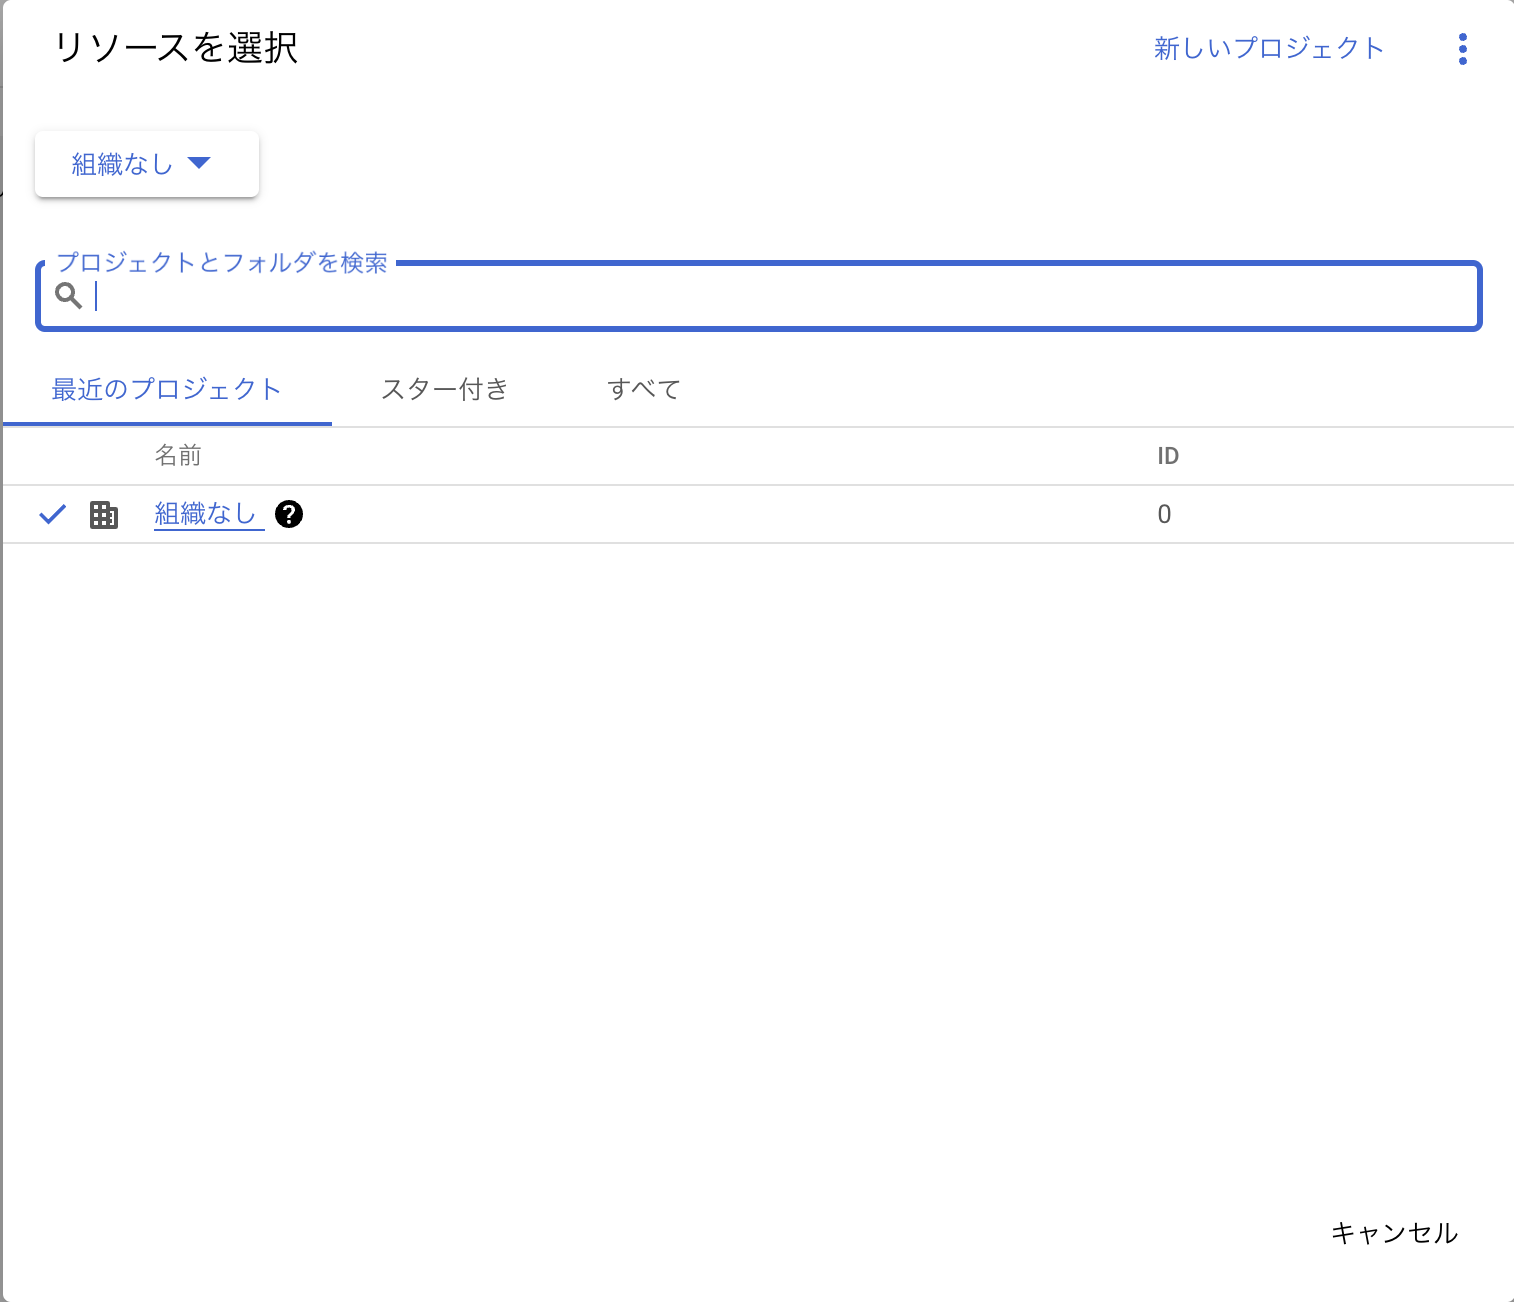 リソースを選択
新しいプロジェクト
組織なし
プロジェクトとフォルダを検索
最近のプロジェクト スター付き すべて
名前 ID
組織なし 0
キャンセル